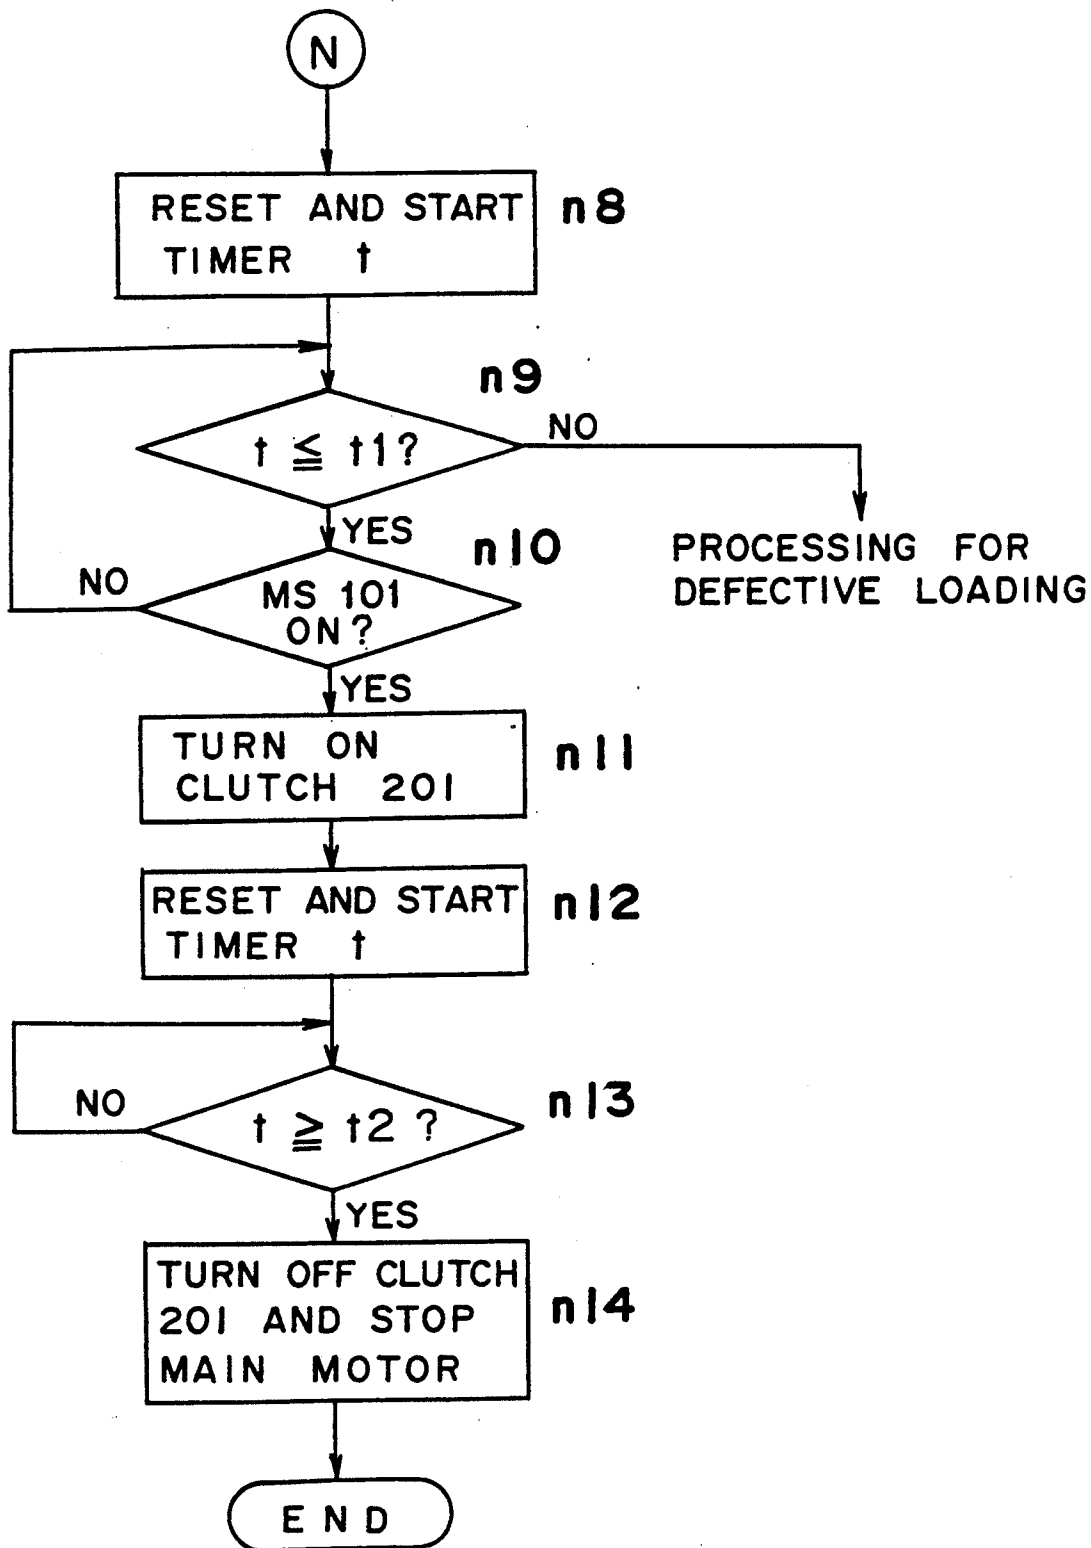 N
RESET AND START
TIMER t
n8
n9
t ≦ t1?
NO
YES
PROCESSING FOR
DEFECTIVE LOADING
n10
NO
MS 101
ON?
YES
TURN ON
CLUTCH 201
n11
RESET AND START
TIMER t
n12
n13
NO
t ≧ t2 ?
YES
TURN OFF CLUTCH
201 AND STOP
MAIN MOTOR
n14
END